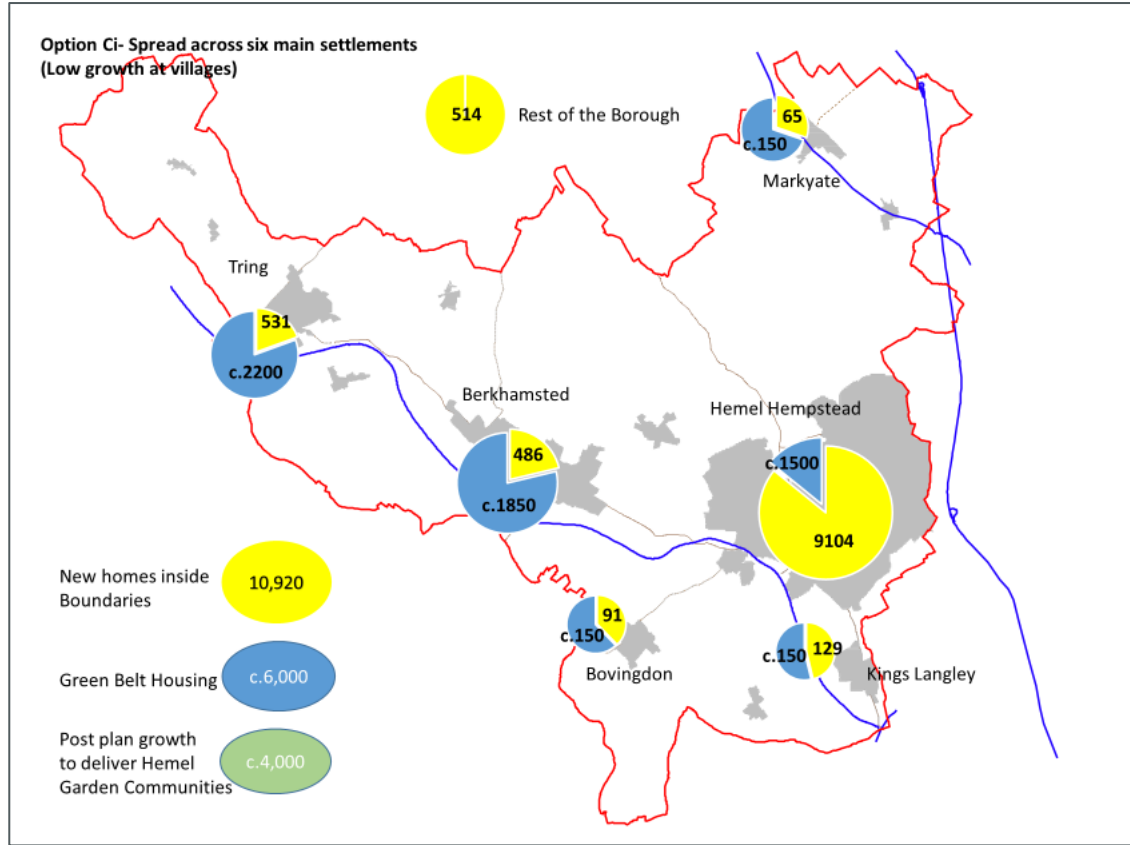 Option Ci- Spread across six main settlements
(Low growth at villages)
514
Rest of the Borough
65
c.150
Markyate
Tring
531
c.2200
Berkhamsted
486
c.1850
Hemel Hempstead
c.1500
9104
91
c.150
Bovingdon
129
c.150
Kings Langley
New homes inside
Boundaries
10,920
Green Belt Housing
c.6,000
Post plan growth
to deliver Hemel
Garden Communities
c.4,000